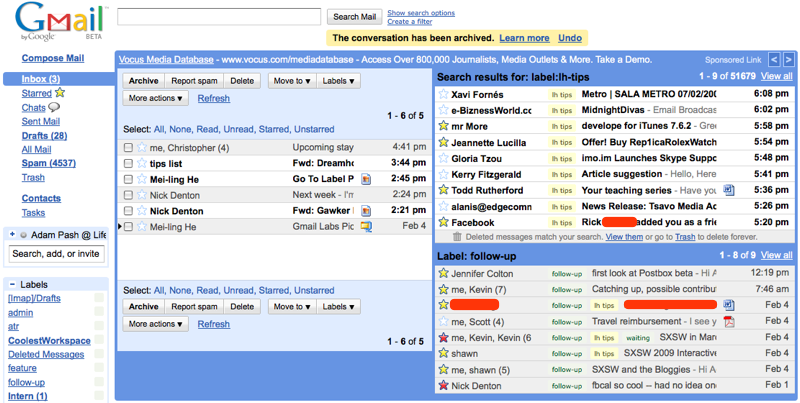 Gmail
by Google BETA
Search Mail
Show search options
Create a filter
The conversation has been archived. Learn more Undo
Compose Mail
Inbox (3)
Starred
Chats
Sent Mail
Drafts (28)
All Mail
Spam (4537)
Trash
Contacts
Tasks
Adam Pash @ Life
Search, add, or invite
Labels
[Imap]/Drafts
admin
atr
CoolestWorkspace
Deleted Messages
feature
follow-up
Intern (1)
Vocus Media Database - www.vocus.com/mediadatabase - Access Over 800,000 Journalists, Media Outlets & More. Take a Demo. Sponsored Link < >
Archive Report spam Delete Move to ▾ Labels ▾
More actions ▾ Refresh
1 - 6 of 5
Select: All, None, Read, Unread, Starred, Unstarred
me, Christopher (4) Upcoming stay 4:41 pm
tips list Fwd: Dreamho 3:44 pm
Mei-ling He Go To Label P 2:45 pm
Nick Denton Next week - I'm 2:24 pm
Nick Denton Fwd: Gawker 2:21 pm
Mei-ling He Gmail Labs Pic Feb 4
Select: All, None, Read, Unread, Starred, Unstarred
Archive Report spam Delete Move to ▾ Labels ▾
More actions ▾ Refresh
1 - 6 of 5
Search results for: label:lh-tips 1 - 9 of 51679 View all
Xavi Fornés lh tips Metro | SALA METRO 07/02/200 6:08 pm
e-BiznessWorld.c lh tips MidnightDivas - Email Broadcas 6:02 pm
mr More lh tips develope for iTunes 7.6.2 - Gre 5:58 pm
Jeannette Lucilla lh tips Offer! Buy Rep1icaRolexWatch 5:54 pm
Gloria Tzou lh tips imo.im Launches Skype Suppo 5:48 pm
Kerry Fitzgerald lh tips Article suggestion - Hello, Here 5:41 pm
Todd Rutherford lh tips Your teaching series - Have you 5:36 pm
alanis@edgecomm lh tips News Release: Tsavo Media Ac 5:26 pm
Facebook lh tips Rick added you as a frie 5:20 pm
Deleted messages match your search. View them or go to Trash to delete forever.
Label: follow-up 1 - 8 of 9 View all
Jennifer Colton follow-up first look at Postbox beta - Hi A 12:19 pm
me, Kevin (7) follow-up Catching up, possible contribut 7:46 am
follow-up lh tips Feb 4
me, Scott (4) follow-up Travel reimbursement - I see y Feb 4
me, Kevin, Kevin (6 follow-up lh tips waiting SXSW in Marc Feb 4
shawn follow-up lh tips SXSW 2009 Interactive Feb 4
me, shawn (5) follow-up SXSW and the Bloggies - Hi Feb 4
Nick Denton follow-up fbcal so cool -- had no idea on Feb 1